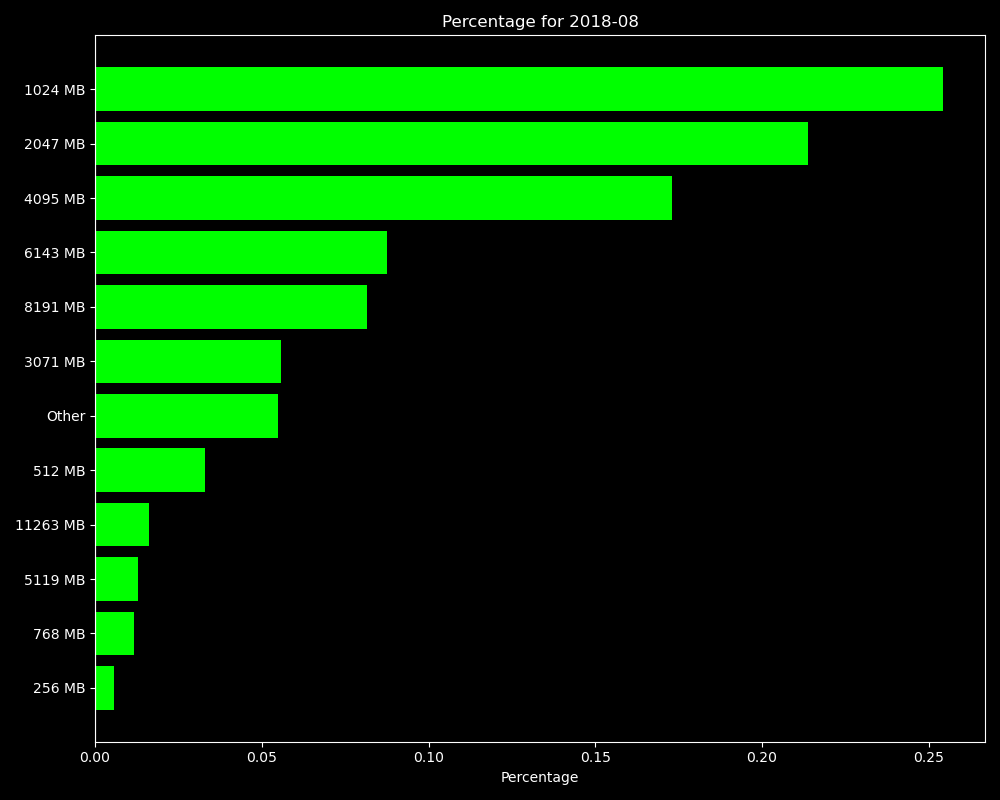 Percentage for 2018-08
1024 MB
2047 MB
4095 MB
6143 MB
8191 MB
3071 MB
Other
512 MB
11263 MB
5119 MB
768 MB
256 MB
0.00 0.05 0.10 0.15 0.20 0.25
Percentage